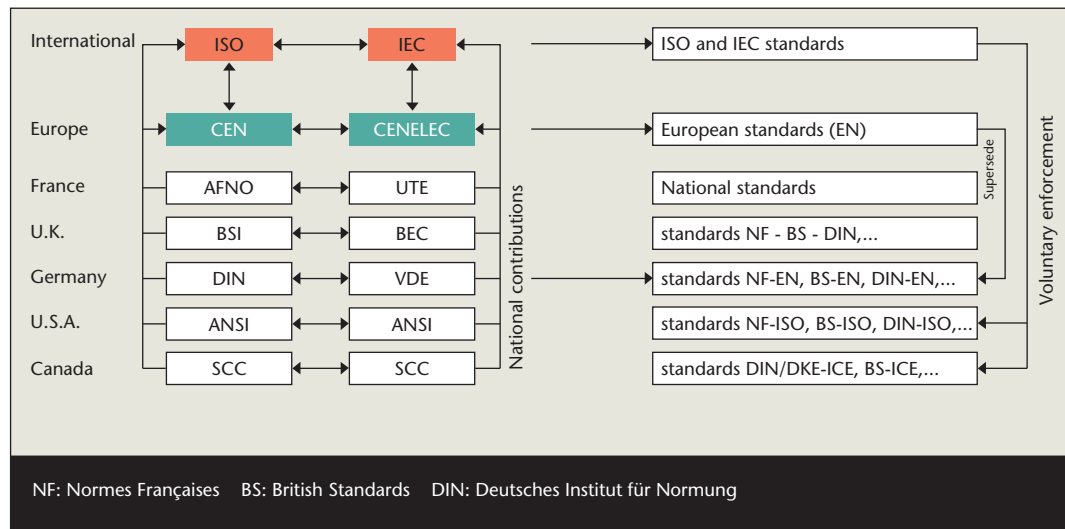 International
ISO
IEC
ISO and IEC standards
Europe
CEN
CENELEC
European standards (EN)
France
AFNO
UTE
National standards
U.K.
BSI
BEC
standards NF - BS - DIN,...
Germany
DIN
VDE
standards NF-EN, BS-EN, DIN-EN,...
U.S.A.
ANSI
ANSI
standards NF-ISO, BS-ISO, DIN-ISO,...
Canada
SCC
SCC
standards DIN/DKE-ICE, BS-ICE,...
National contributions
Supersede
Voluntary enforcement
NF: Normes Françaises BS: British Standards DIN: Deutsches Institut für Normung